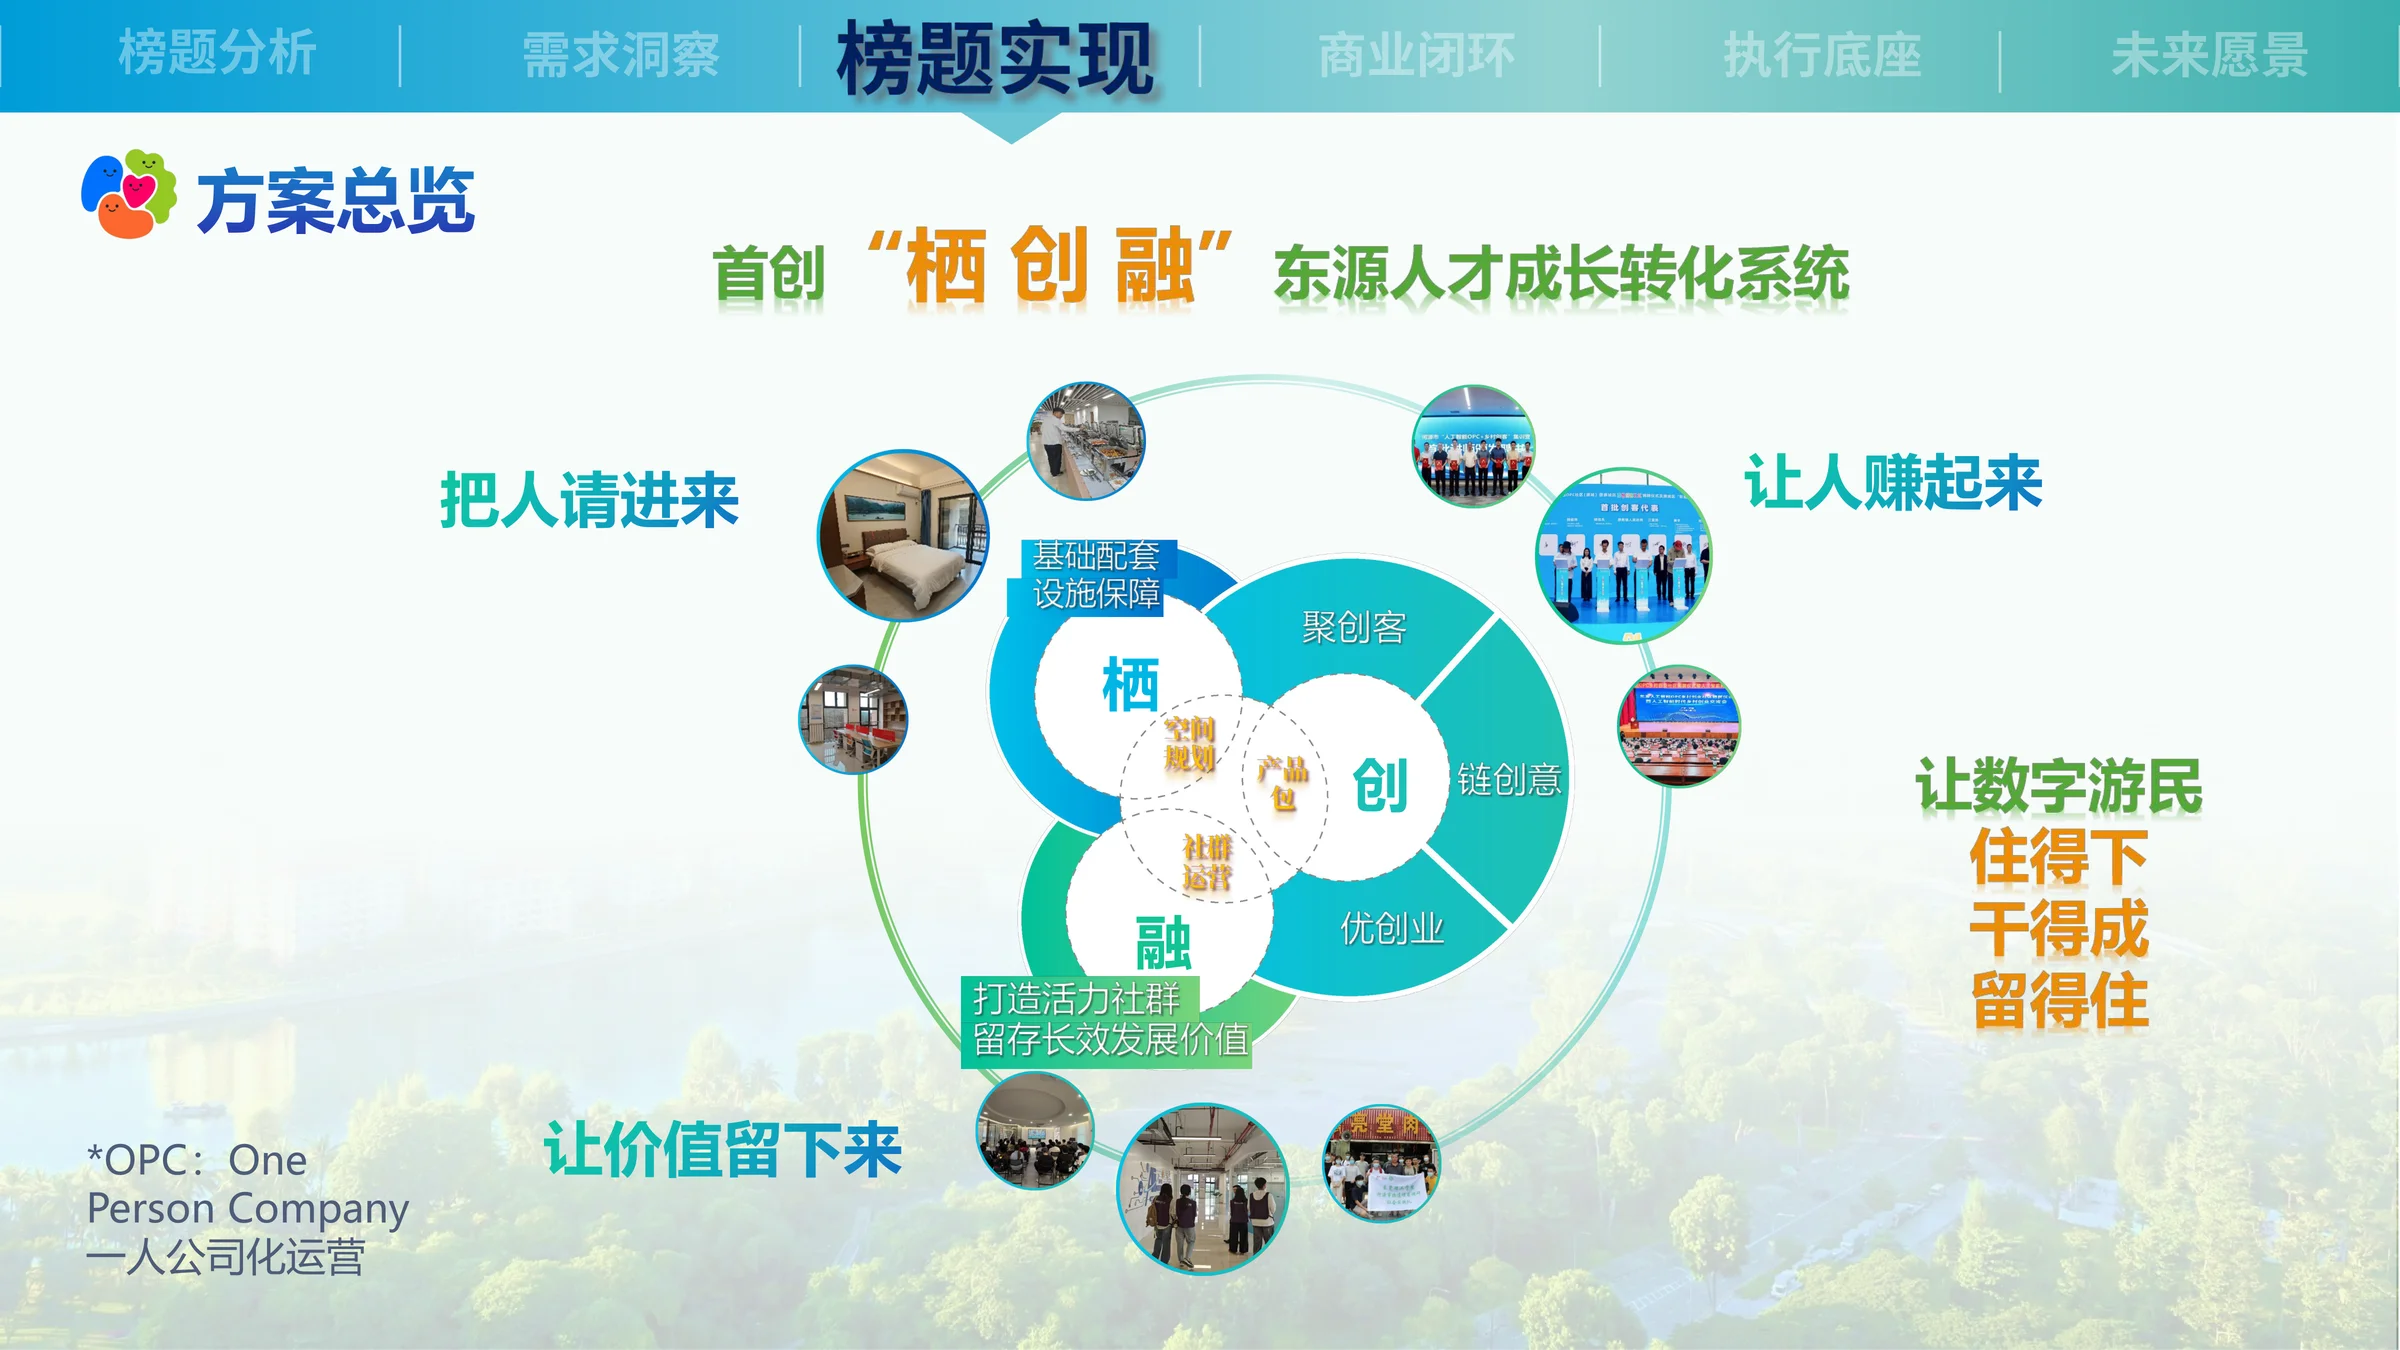 榜题分析
需求洞察
榜题实现
商业闭环
执行底座
未来愿景
方案总览
首创 “栖 创 融” 东源人才成长转化系统
把人请进来
让人赚起来
首批创客代表
基础配套
设施保障
聚创客
栖
空间
规划
产品
包
创
链创意
社群
运营
优创业
融
打造活力社群
留存长效发展价值
让数字游民
住得下
干得成
留得住
让价值留下来
*OPC：One
Person Company
一人公司化运营